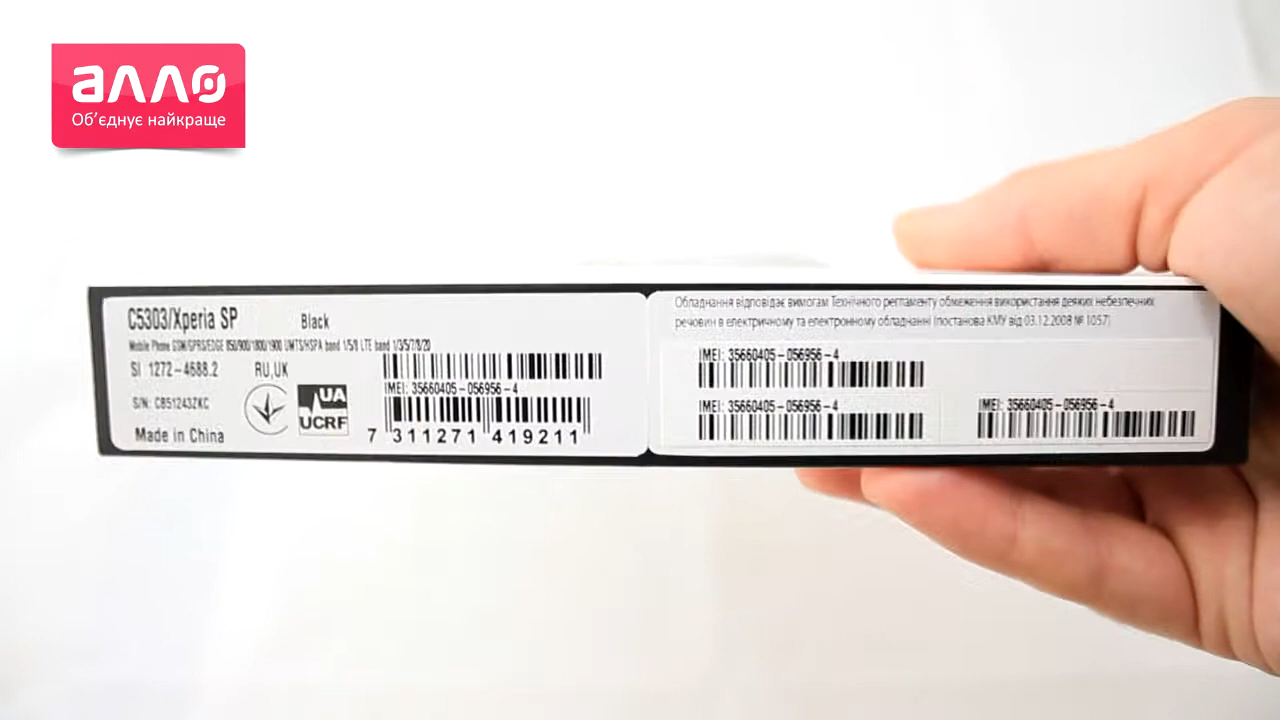 алло
Об'єднує найкраще
C5303/Xperia SP Black
Mobile Phone GSM/GPRS/EDGE 850/900/1800/1900 UMTS/HSPA band 1/5/8 LTE band 1/3/5/7/8/20
SI 1272-4688.2 RU,UK
IMEI: 35660405-056956-4
S/N: CB51243ZKC
UA
UCRF
Made in China
7 311271 419211
Обладнання відповідає вимогам Технічного регламенту обмеження використання деяких небезпечних
речовин в електричному та електронному обладнанні (постанова КМУ від 03.12.2008 № 1057)
IMEI: 35660405-056956-4
IMEI: 35660405-056956-4
IMEI: 35660405-056956-4